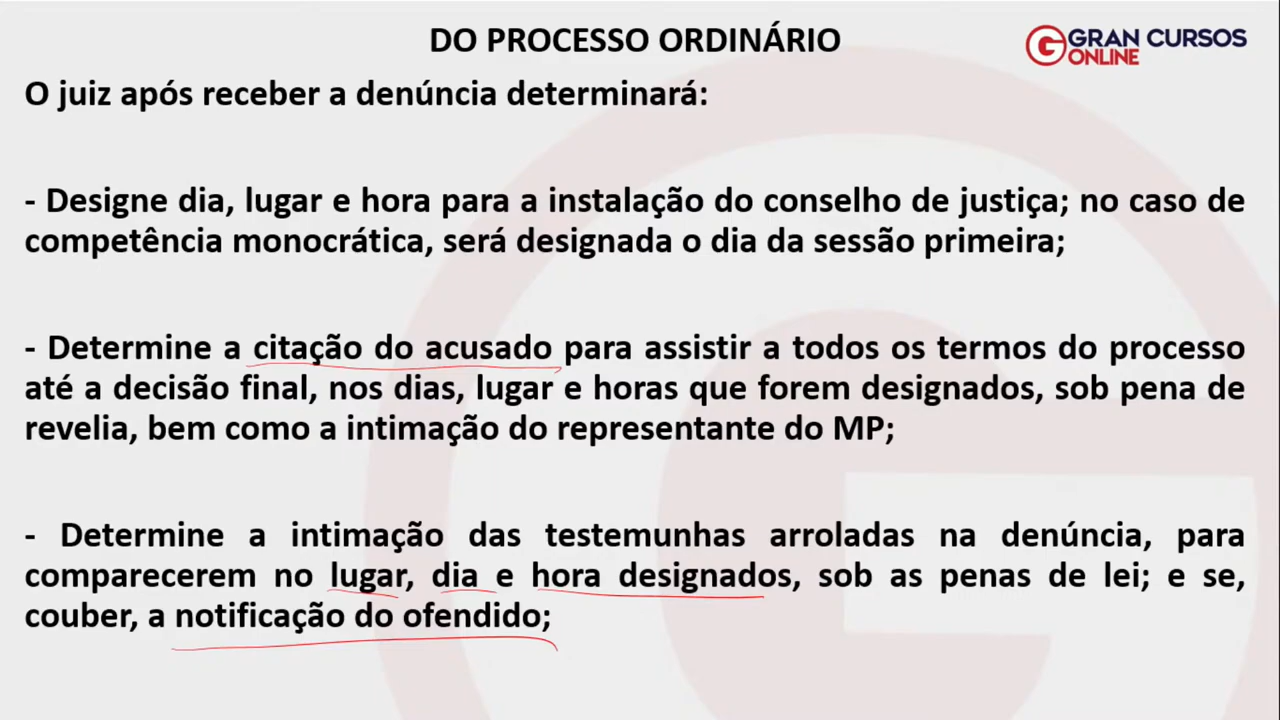 DO PROCESSO ORDINÁRIO
GRAN CURSOS
ONLINE
O juiz após receber a denúncia determinará:
- Designe dia, lugar e hora para a instalação do conselho de justiça; no caso de
competência monocrática, será designada o dia da sessão primeira;
- Determine a citação do acusado para assistir a todos os termos do processo
até a decisão final, nos dias, lugar e horas que forem designados, sob pena de
revelia, bem como a intimação do representante do MP;
- Determine a intimação das testemunhas arroladas na denúncia, para
comparecerem no lugar, dia e hora designados, sob as penas de lei; e se,
couber, a notificação do ofendido;